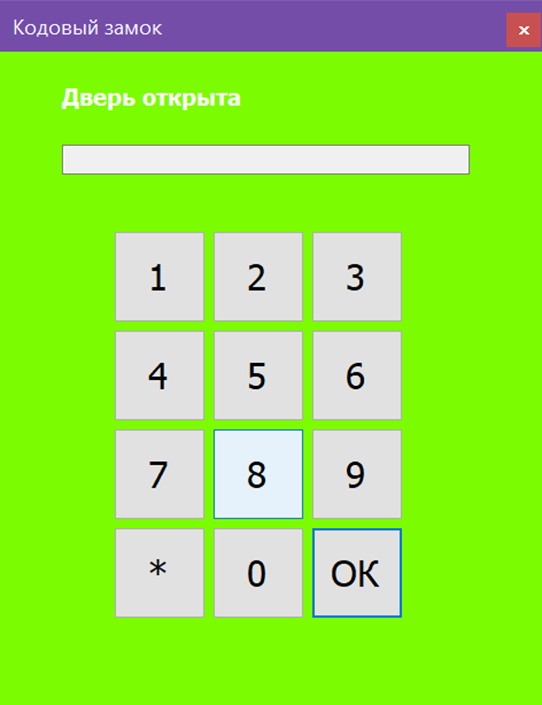 Кодовый замок
x
Дверь открыта
1 2 3
4 5 6
7 8 9
* 0 ОК